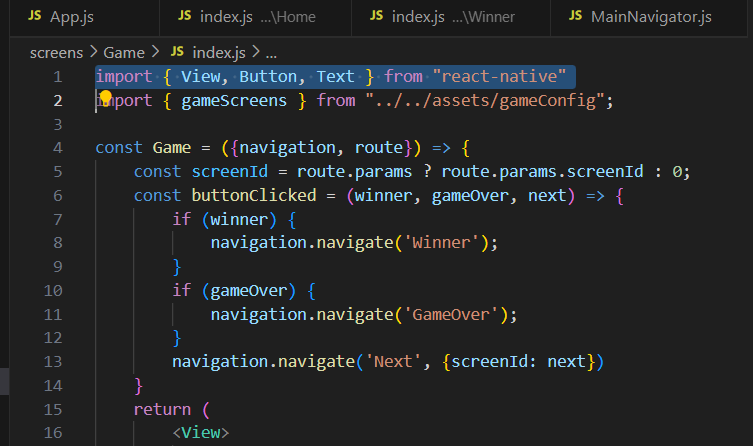 JS App.js JS index.js ...\Home JS index.js ...\Winner JS MainNavigator.js
screens > Game > JS index.js > ...
1 import { View, Button, Text } from "react-native"
2 import { gameScreens } from "../../assets/gameConfig";
3
4 const Game = ({navigation, route}) => {
5 const screenId = route.params ? route.params.screenId : 0;
6 const buttonClicked = (winner, gameOver, next) => {
7 if (winner) {
8 navigation.navigate('Winner');
9 }
10 if (gameOver) {
11 navigation.navigate('GameOver');
12 }
13 navigation.navigate('Next', {screenId: next})
14 }
15 return (
16 <View>